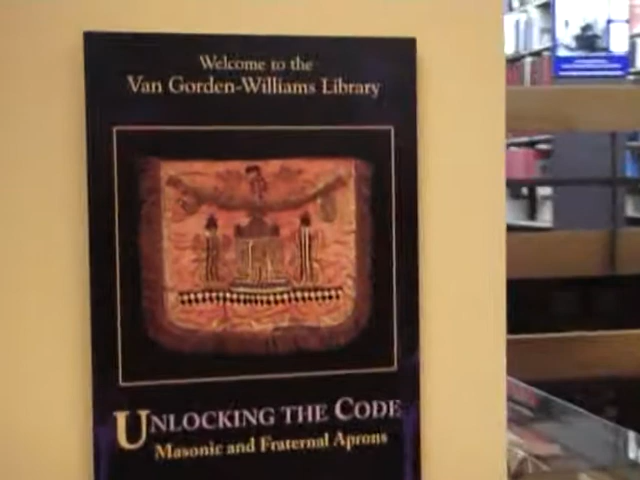 Welcome to the
Van Gorden-Williams Library
UNLOCKING THE CODE
Masonic and Fraternal Aprons